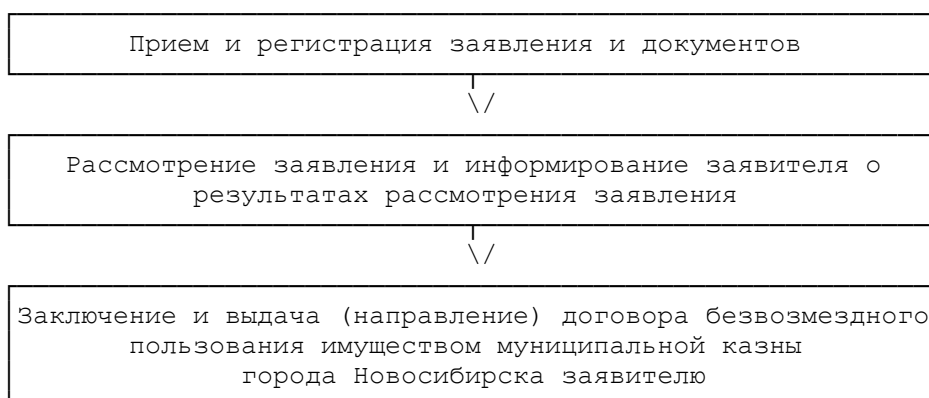 Прием и регистрация заявления и документов
\/
Рассмотрение заявления и информирование заявителя о
результатах рассмотрения заявления
\/
Заключение и выдача (направление) договора безвозмездного
пользования имуществом муниципальной казны
города Новосибирска заявителю